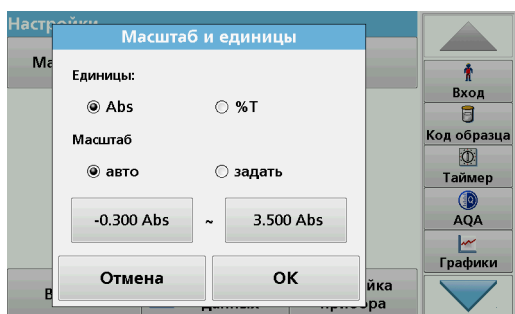 Настройки
Масштаб и единицы
Единицы:
Abs
%T
Масштаб
авто
задать
-0.300 Abs
~
3.500 Abs
Отмена
OK
Вход
Код образца
Таймер
AQA
Графики